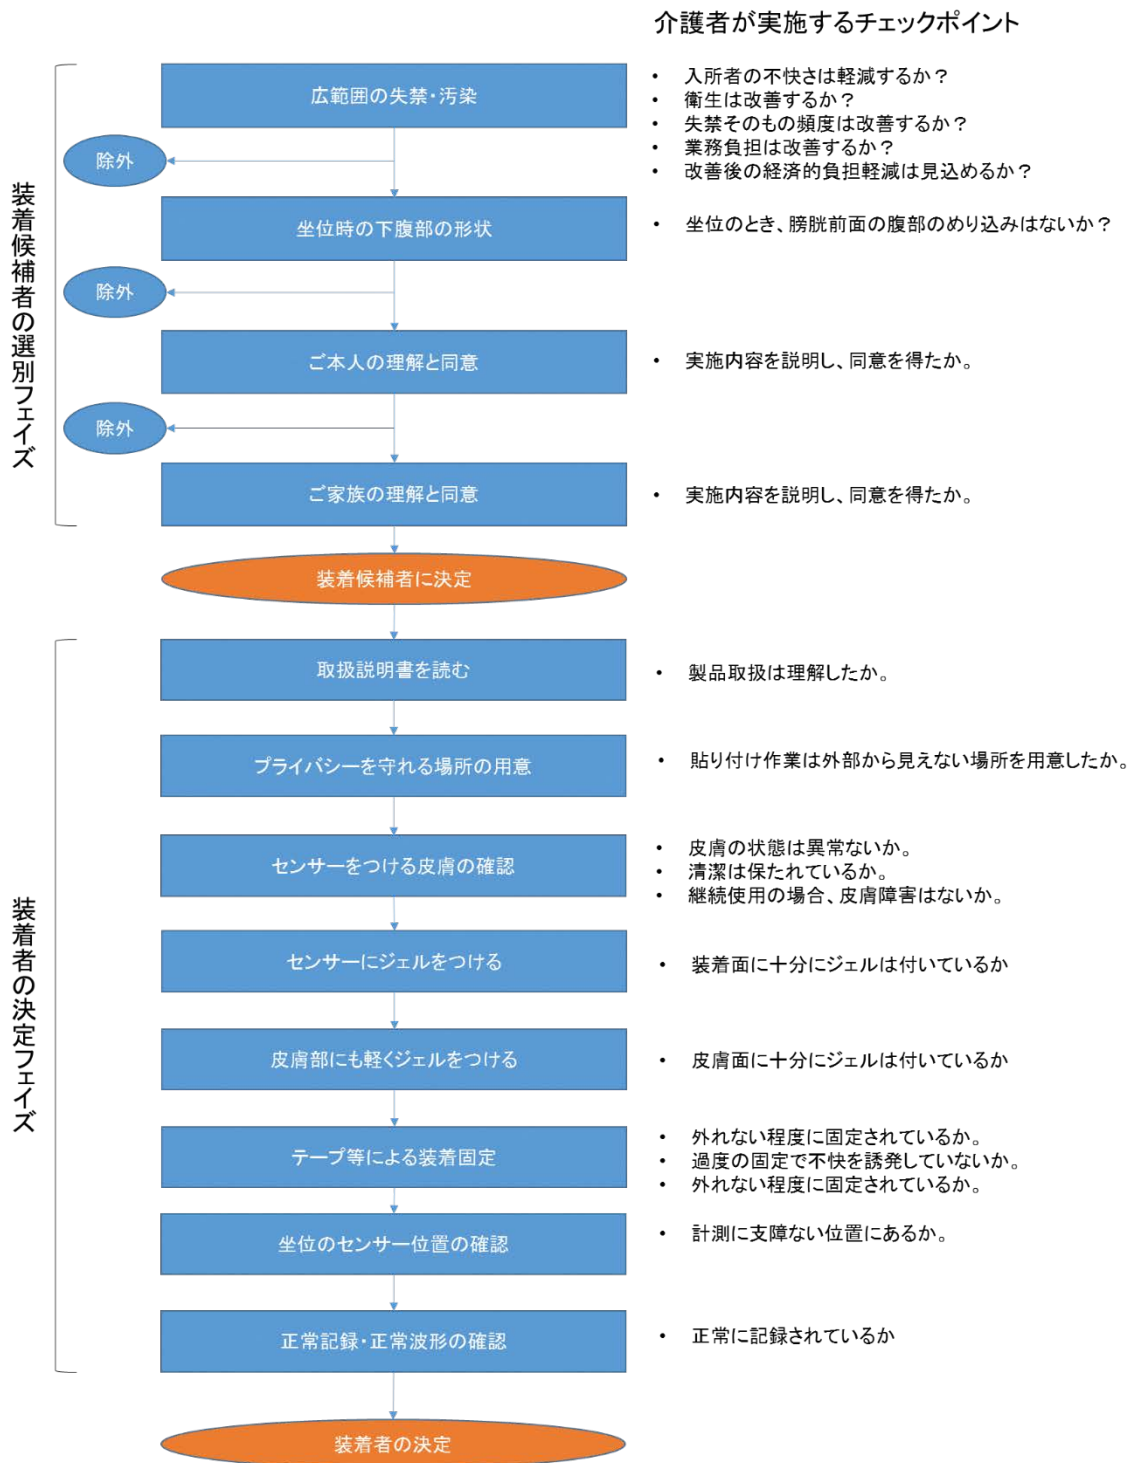 介護者が実施するチェックポイント
装着候補者の選別フェイズ
広範囲の失禁・汚染
・ 入所者の不快さは軽減するか？
・ 衛生は改善するか？
・ 失禁そのもの頻度は改善するか？
・ 業務負担は改善するか？
・ 改善後の経済的負担軽減は見込めるか？
除外
坐位時の下腹部の形状
・ 坐位のとき、膀胱前面の腹部のめり込みはないか？
除外
ご本人の理解と同意
・ 実施内容を説明し、同意を得たか。
除外
ご家族の理解と同意
・ 実施内容を説明し、同意を得たか。
装着候補者に決定
装着者の決定フェイズ
取扱説明書を読む
・ 製品取扱は理解したか。
プライバシーを守れる場所の用意
・ 貼り付け作業は外部から見えない場所を用意したか。
センサーをつける皮膚の確認
・ 皮膚の状態は異常ないか。
・ 清潔は保たれているか。
・ 継続使用の場合、皮膚障害はないか。
センサーにジェルをつける
・ 装着面に十分にジェルは付いているか
皮膚部にも軽くジェルをつける
・ 皮膚面に十分にジェルは付いているか
テープ等による装着固定
・ 外れない程度に固定されているか。
・ 過度の固定で不快を誘発していないか。
・ 外れない程度に固定されているか。
坐位のセンサー位置の確認
・ 計測に支障ない位置にあるか。
正常記録・正常波形の確認
・ 正常に記録されているか
装着者の決定